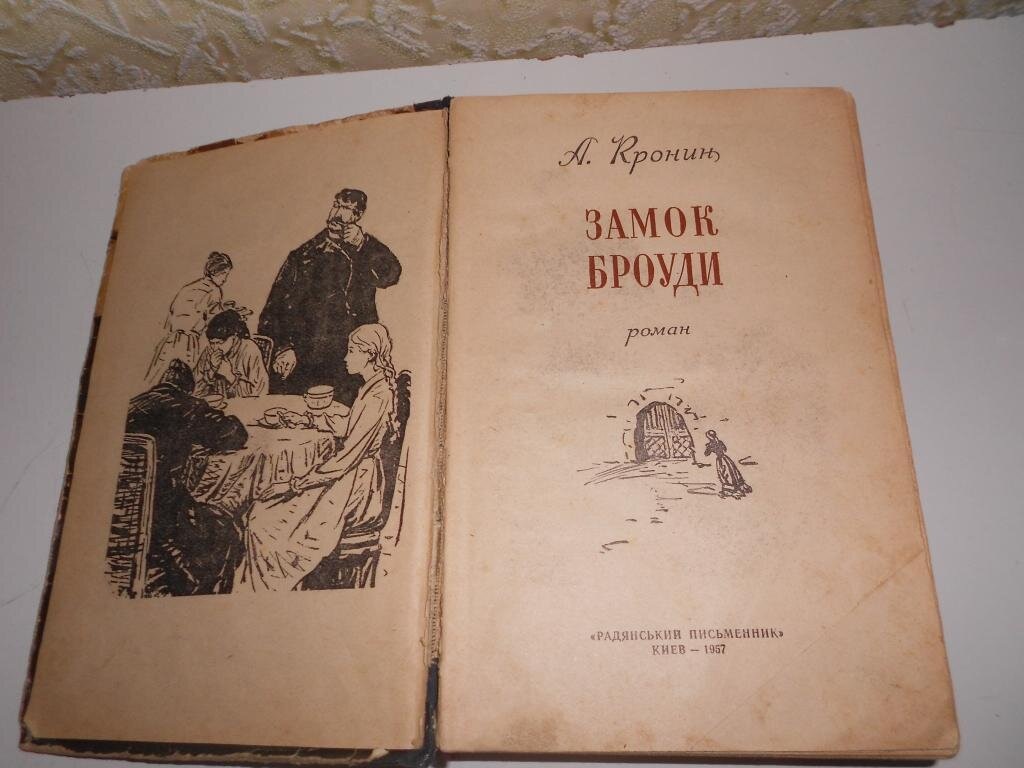 А. Кронин
ЗАМОК
БРОУДИ
роман
«РАДЯНСЬКИЙ ПИСЬМЕННИК»
КИЕВ — 1957